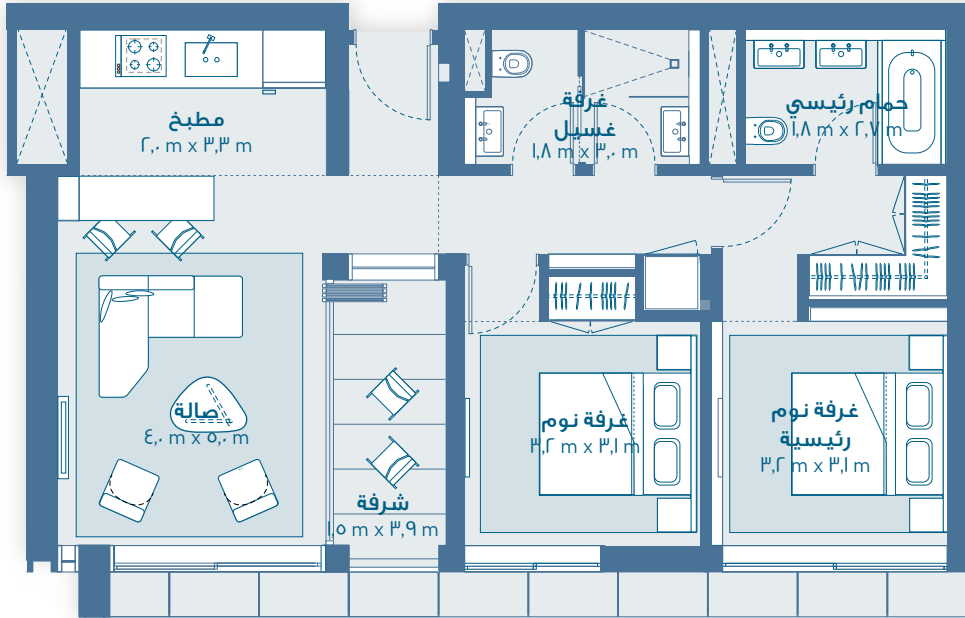 مطبخ
٢,٠ m x ٣,٣ m
غرفة
غسيل
١,٨ m x ٣,٠ m
حمام رئيسي
١,٨ m x ٢,٧ m
صالة
٤,٠ m x ٥,٠ m
شرفة
١,٥ m x ٣,٩ m
غرفة نوم
٣,٢ m x ٣,١ m
غرفة نوم
رئيسية
٣,٢ m x ٣,١ m